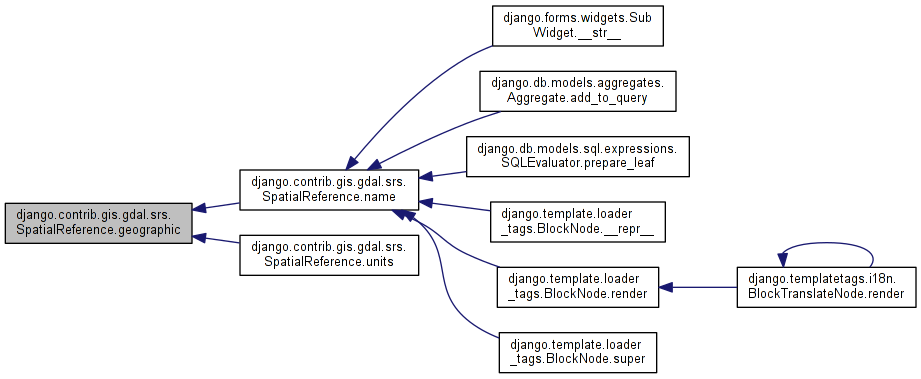 django.forms.widgets.Sub
Widget.__str__
django.db.models.aggregates.
Aggregate.add_to_query
django.db.models.sql.expressions.
SQLEvaluator.prepare_leaf
django.contrib.gis.gdal.srs.
SpatialReference.name
django.contrib.gis.gdal.srs.
SpatialReference.geographic
django.template.loader
_tags.BlockNode.__repr__
django.contrib.gis.gdal.srs.
SpatialReference.units
django.template.loader
_tags.BlockNode.render
django.templatetags.i18n.
BlockTranslateNode.render
django.template.loader
_tags.BlockNode.super